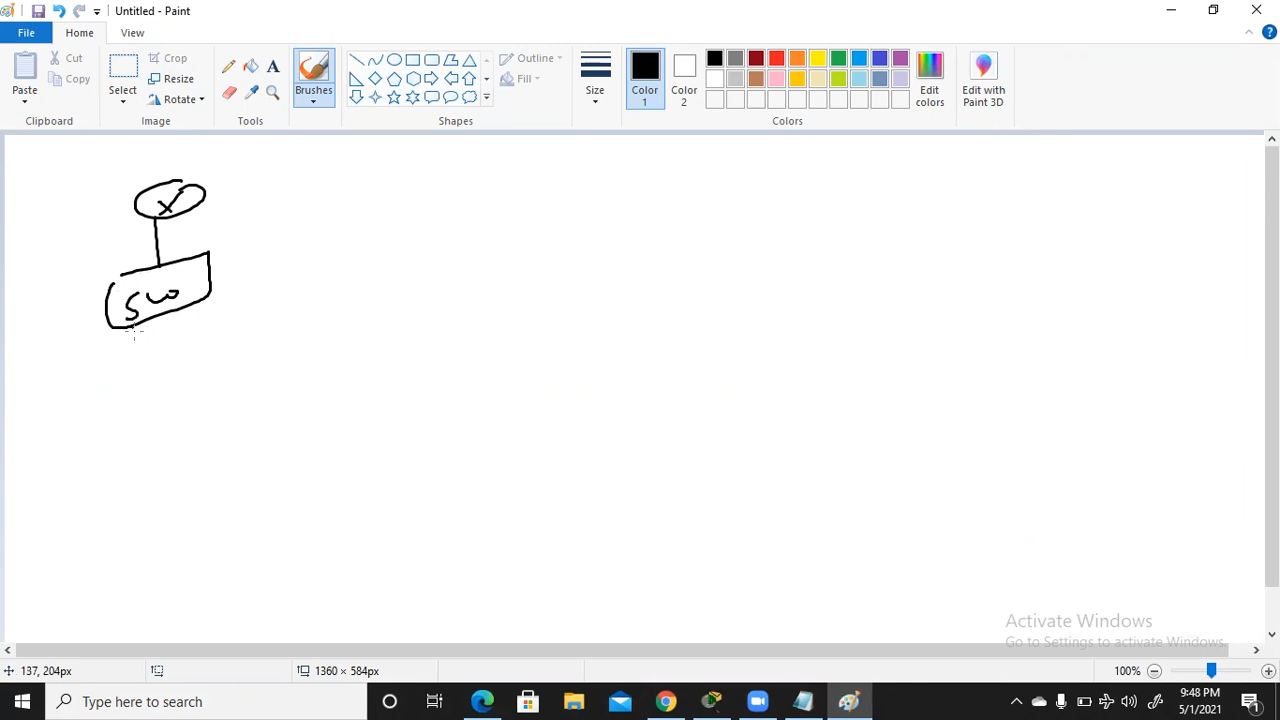 Untitled - Paint
File
Home
View
Paste
Cut
Copy
Clipboard
Select
Crop
Resize
Rotate
Image
Tools
Brushes
Shapes
Outline
Fill
Size
Color
1
Color
2
Colors
Edit
colors
Edit with
Paint 3D
X
Activate Windows
Go to Settings to activate Windows.
137, 204px
1360 × 584px
100%
Type here to search
9:48 PM
5/1/2021
1